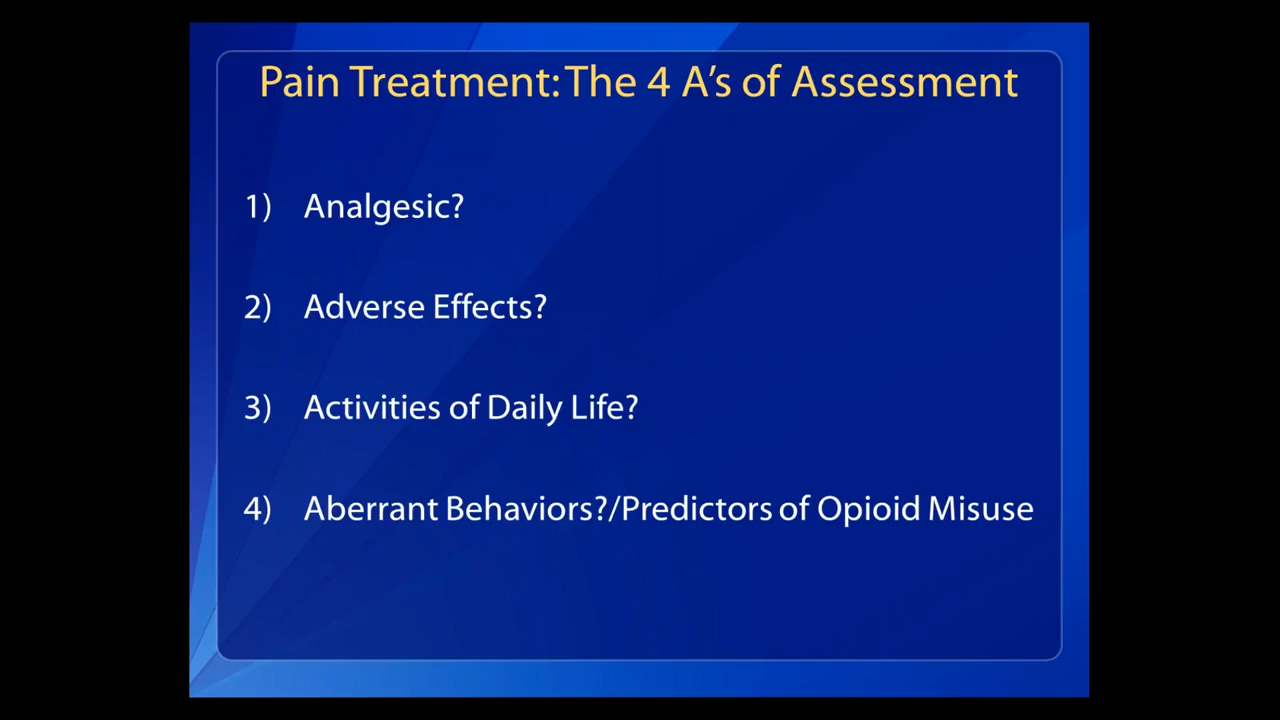 Pain Treatment: The 4 A's of Assessment
1) Analgesic?
2) Adverse Effects?
3) Activities of Daily Life?
4) Aberrant Behaviors?/Predictors of Opioid Misuse